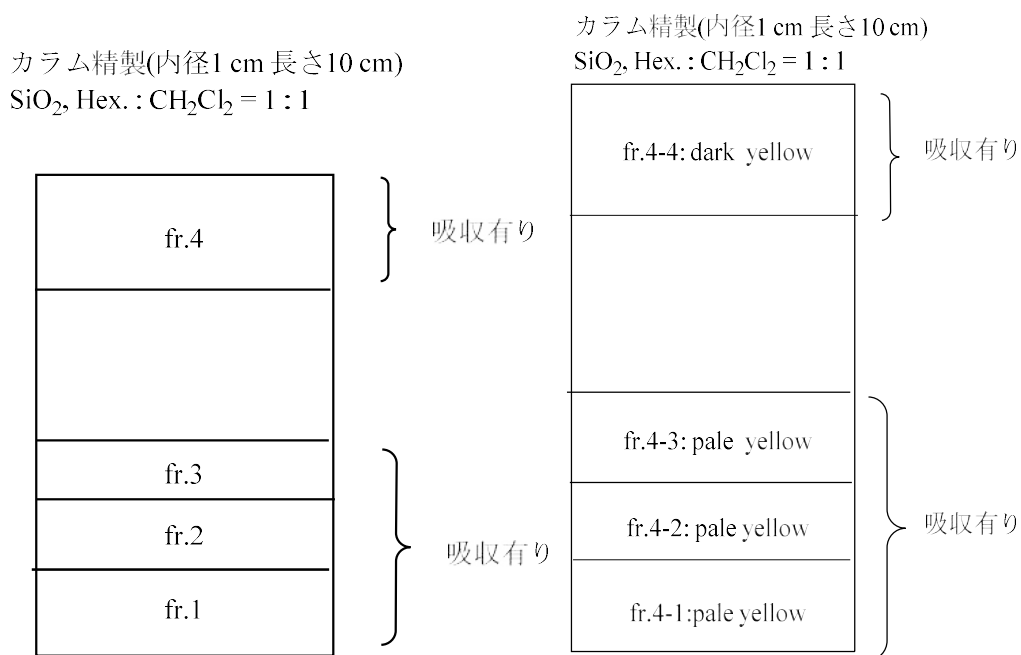 カラム精製(内径1 cm 長さ10 cm)
SiO₂, Hex. : CH₂Cl₂ = 1 : 1
fr.4
吸収有り
fr.3
fr.2
吸収有り
fr.1
カラム精製(内径1 cm 長さ10 cm)
SiO₂, Hex. : CH₂Cl₂ = 1 : 1
fr.4-4: dark yellow
吸収有り
fr.4-3: pale yellow
fr.4-2: pale yellow
吸収有り
fr.4-1:pale yellow